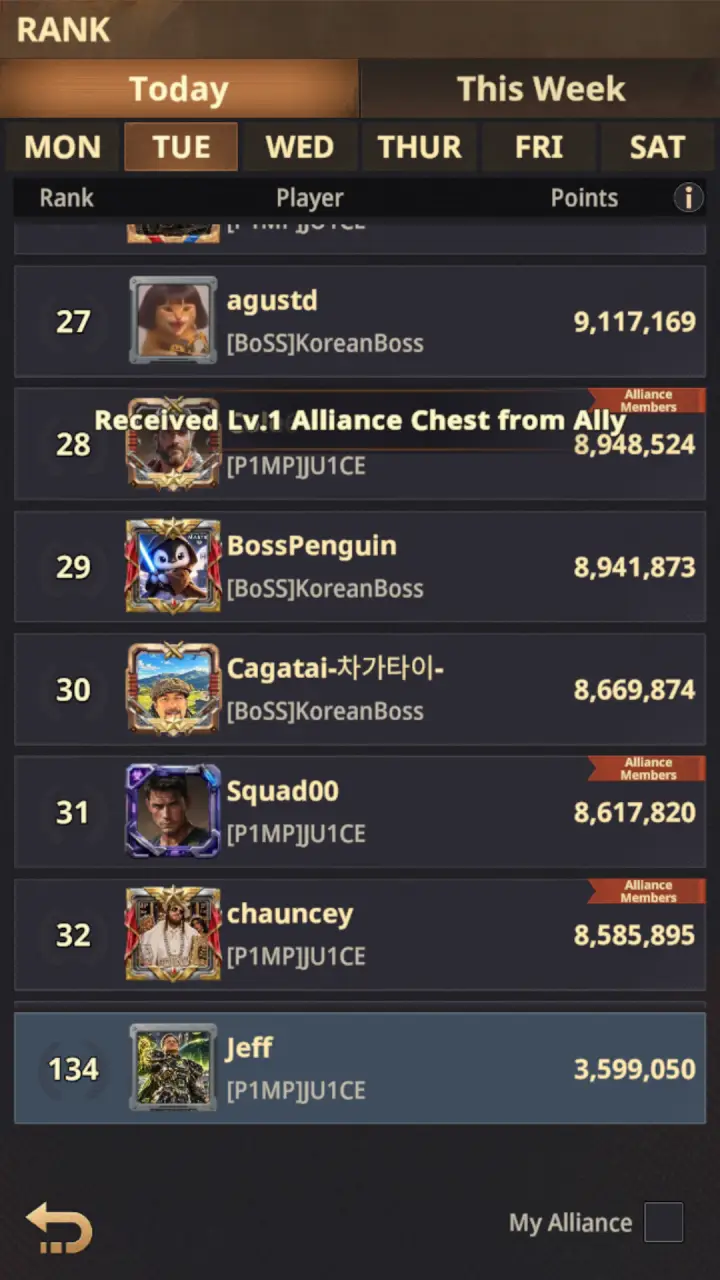 RANK
Today
This Week
MON
TUE
WED
THUR
FRI
SAT
Rank
Player
Points
i
[P1MP]JU1CE
27
agustd
[BoSS]KoreanBoss
9,117,169
Alliance
Members
Received Lv.1 Alliance Chest from Ally
28
8,948,524
[P1MP]JU1CE
29
BossPenguin
[BoSS]KoreanBoss
8,941,873
30
Cagatai-차가타이-
[BoSS]KoreanBoss
8,669,874
Alliance
Members
31
Squad00
[P1MP]JU1CE
8,617,820
Alliance
Members
32
chauncey
[P1MP]JU1CE
8,585,895
134
Jeff
[P1MP]JU1CE
3,599,050
My Alliance